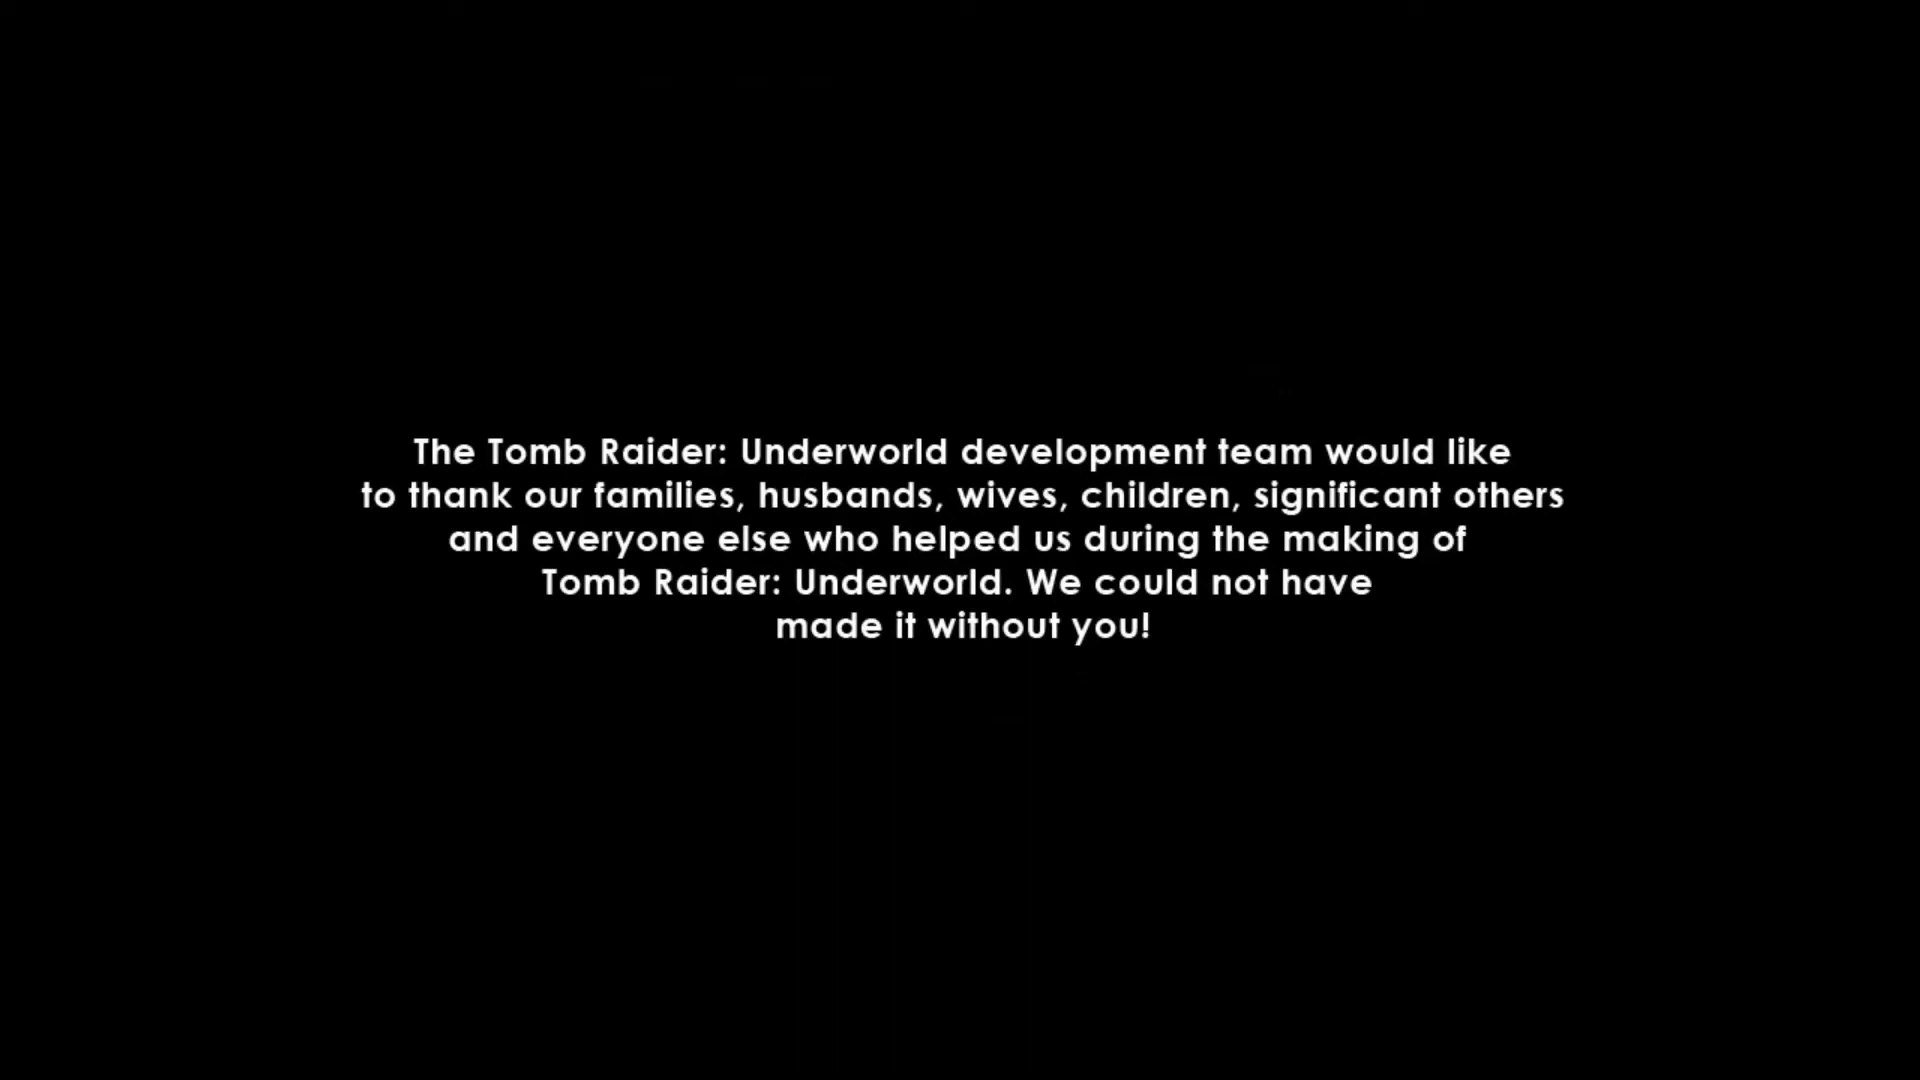 The Tomb Raider: Underworld development team would like
to thank our families, husbands, wives, children, significant others
and everyone else who helped us during the making of
Tomb Raider: Underworld. We could not have
made it without you!